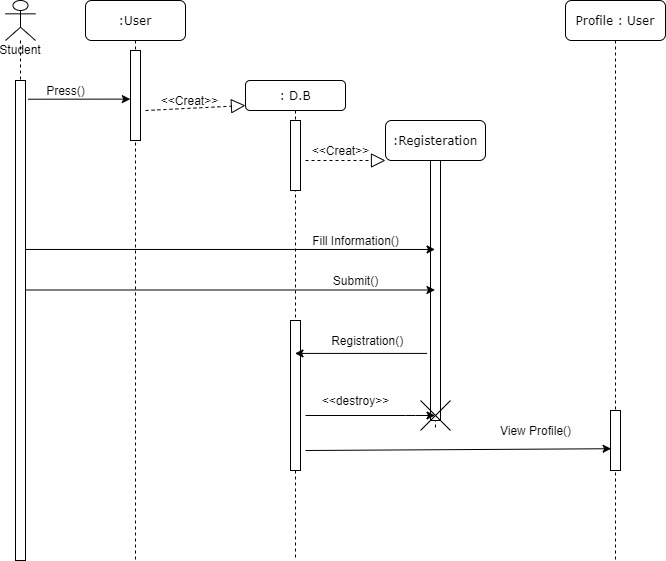 :User
Profile : User
Student
Press()
<<Creat>>
: D.B
<<Creat>>
:Registeration
Fill Information()
Submit()
Registration()
<<destroy>>
View Profile()